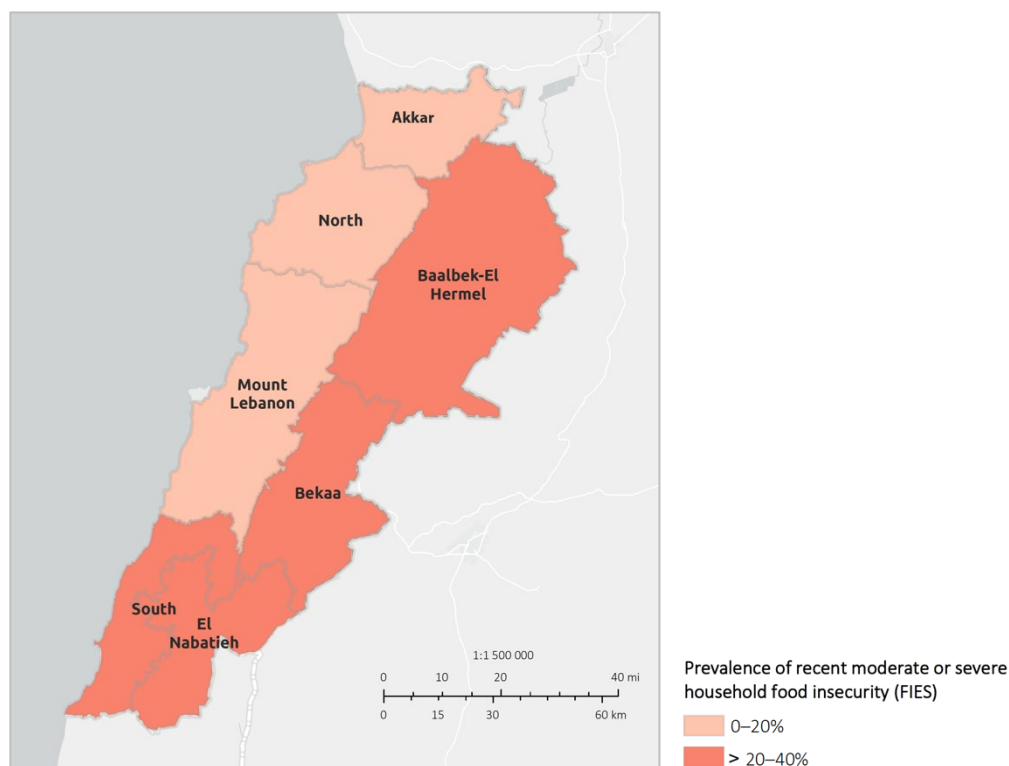 Akkar
North
Baalbek-El
Hermel
Mount
Lebanon
Bekaa
South
El
Nabatieh
1:1 500 000
0 10 20 40 mi
0 15 30 60 km
Prevalence of recent moderate or severe
household food insecurity (FIES)
0–20%
> 20–40%